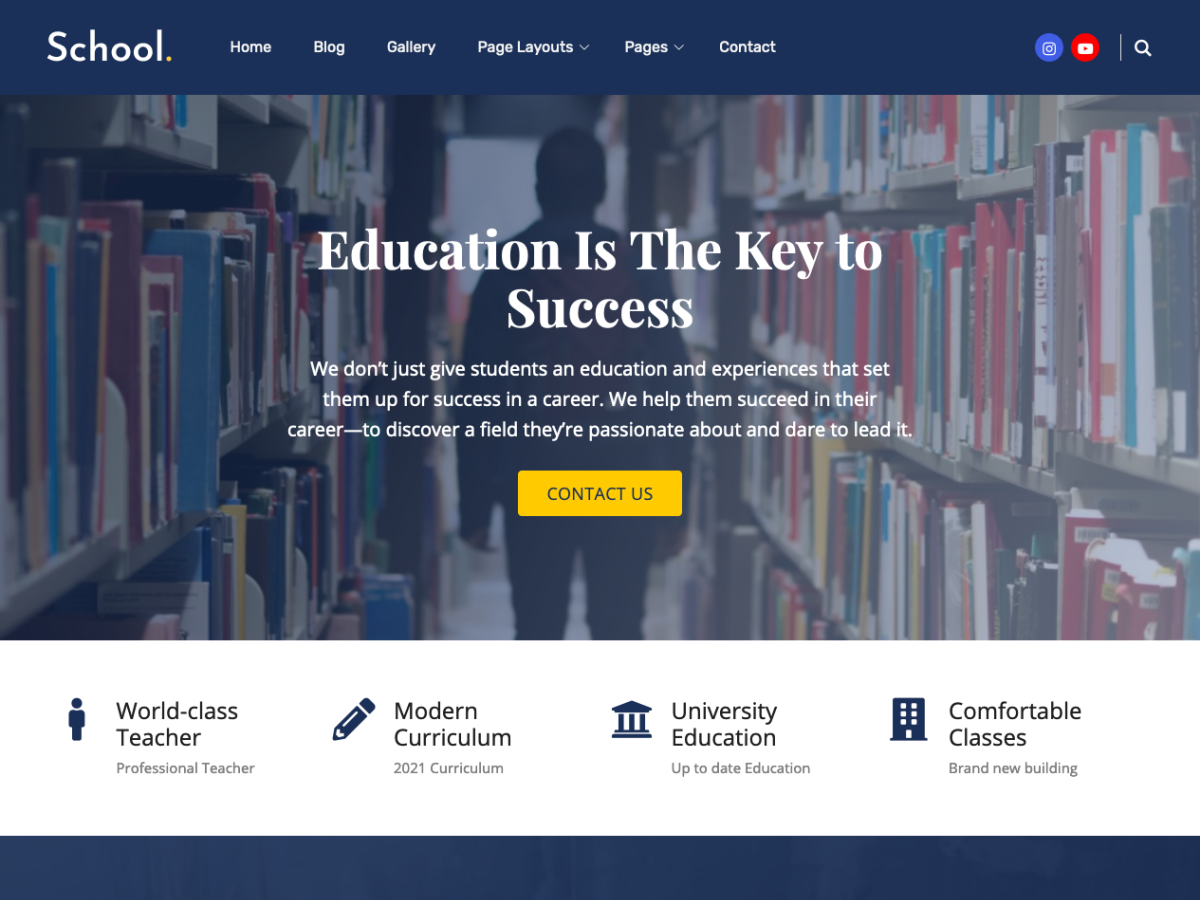 School.
Home
Blog
Gallery
Page Layouts
Pages
Contact
Education Is The Key to
Success
We don’t just give students an education and experiences that set
them up for success in a career. We help them succeed in their
career—to discover a field they’re passionate about and dare to lead it.
CONTACT US
World-class
Teacher
Professional Teacher
Modern
Curriculum
2021 Curriculum
University
Education
Up to date Education
Comfortable
Classes
Brand new building